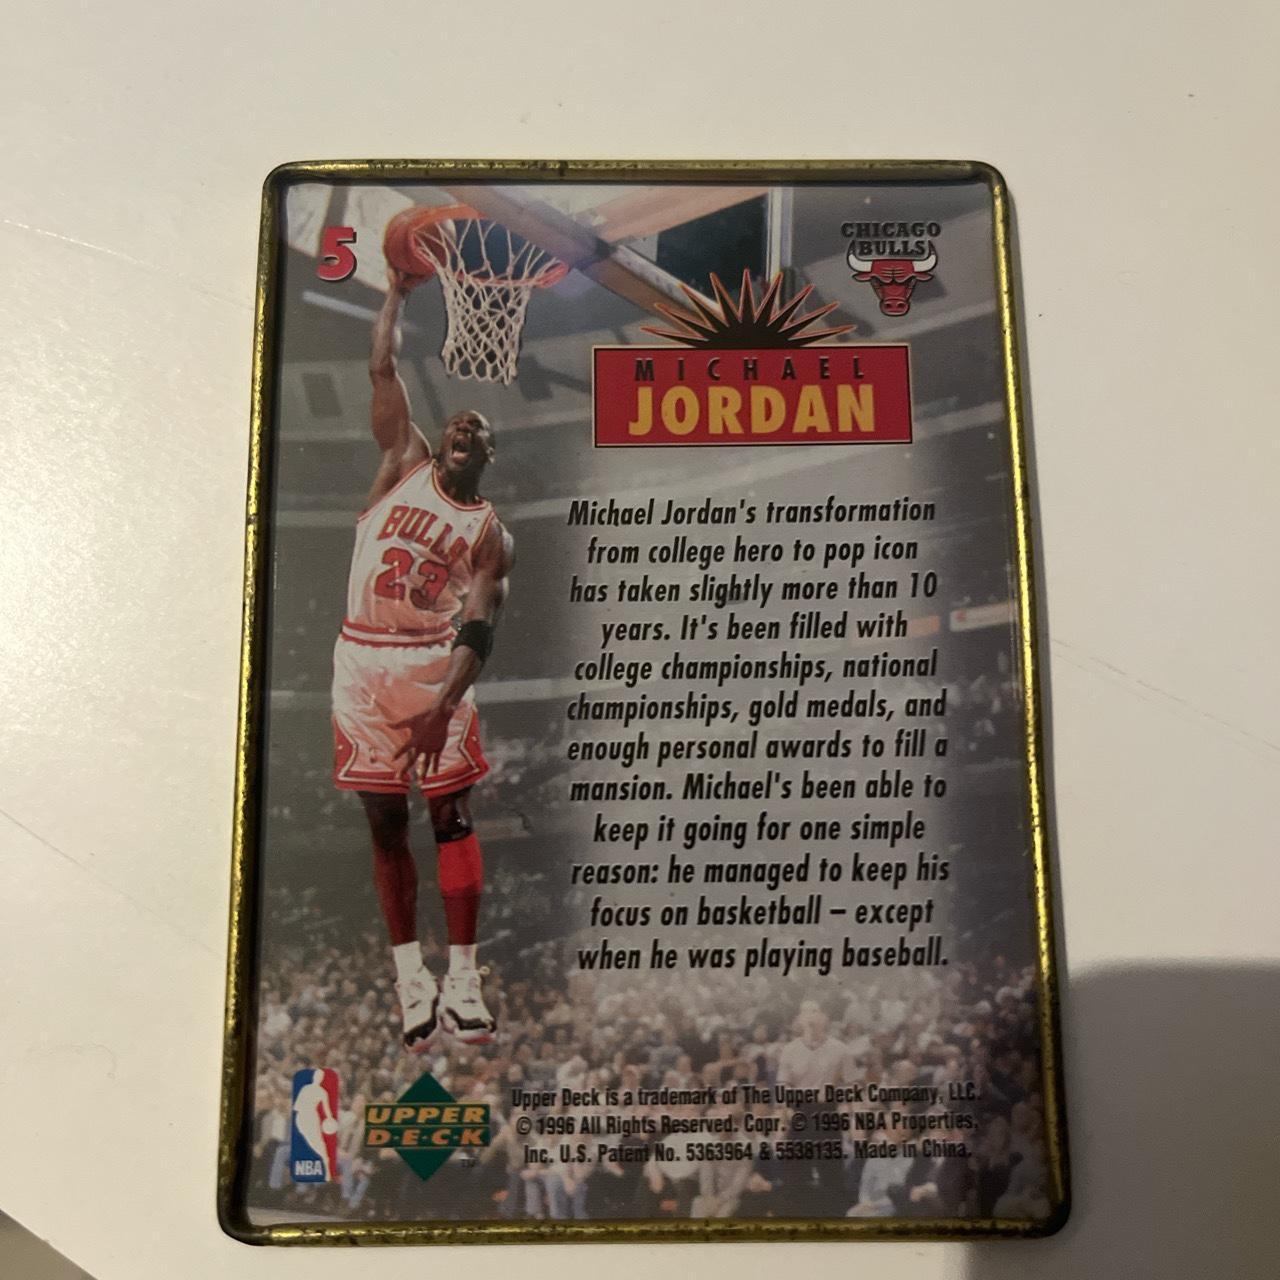 5
CHICAGO
BULLS
MICHAEL
JORDAN
BULLS
23
Michael Jordan's transformation
from college hero to pop icon
has taken slightly more than 10
years. It's been filled with
college championships, national
championships, gold medals, and
enough personal awards to fill a
mansion. Michael's been able to
keep it going for one simple
reason: he managed to keep his
focus on basketball – except
when he was playing baseball.
NBA
UPPER
D·E·C·K
TM
Upper Deck is a trademark of The Upper Deck Company, LLC.
© 1996 All Rights Reserved. Copr. © 1996 NBA Properties,
Inc. U.S. Patent No. 5363964 & 5538135. Made in China.